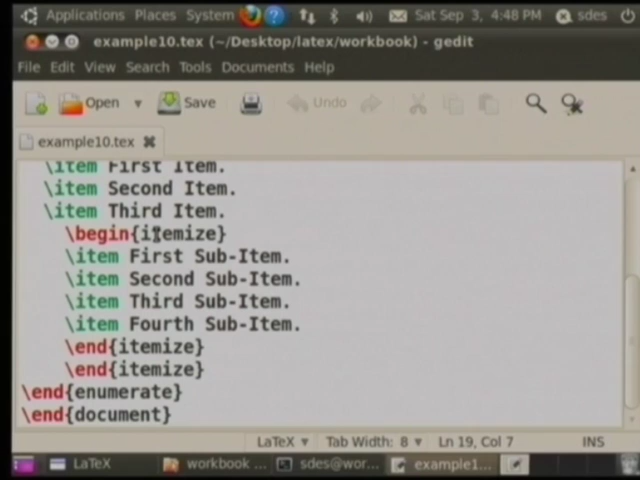 Applications Places System Sat Sep 3, 4:48 PM sdes
example10.tex (~/Desktop/latex/workbook) - gedit
File Edit View Search Tools Documents Help
Open Save Undo
example10.tex
\item First Item.
\item Second Item.
\item Third Item.
\begin{itemize}
\item First Sub-Item.
\item Second Sub-Item.
\item Third Sub-Item.
\item Fourth Sub-Item.
\end{itemize}
\end{itemize}
\end{enumerate}
\end{document}
LaTeX Tab Width: 8 Ln 19, Col 7 INS
LaTeX workbook ... sdes@wor... example1...